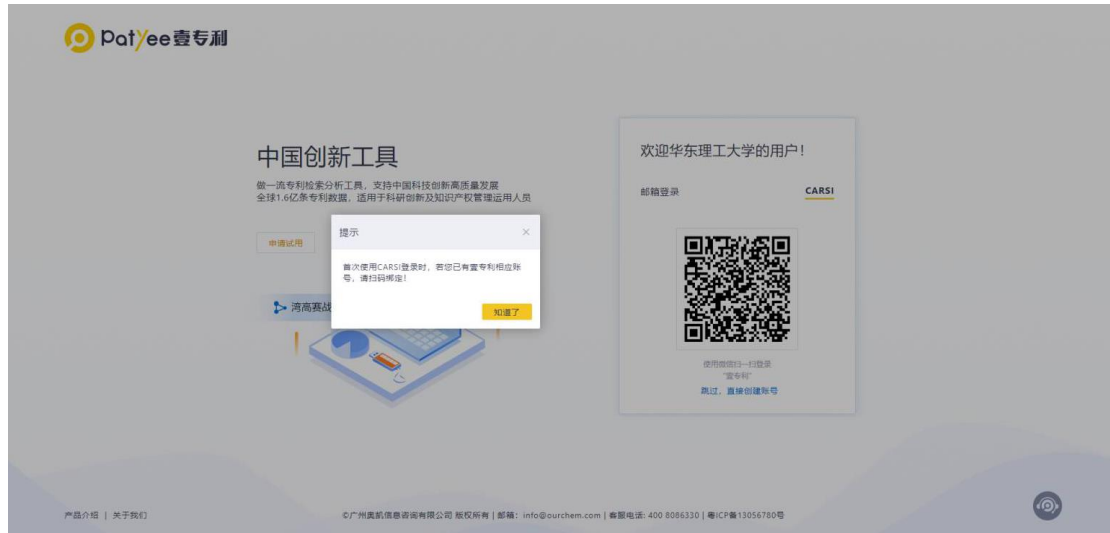 Patyee壹专利
中国创新工具
做一流专利检索分析工具，支持中国科技创新高质量发展
全球1.6亿条专利数据，适用于科研创新及知识产权管理运用人员
申请试用
湾高赛战
提示
×
首次使用CARSI登录时，若您已有壹专利相应账
号，请扫码绑定！
知道了
欢迎华东理工大学的用户！
邮箱登录 CARSI
使用微信扫一扫登录
"壹专利"
跳过，直接创建账号
产品介绍 | 关于我们
©广州奥凯信息咨询有限公司 版权所有 | 邮箱：info@ourchem.com | 客服电话: 400 8086330 | 粤ICP备13056780号